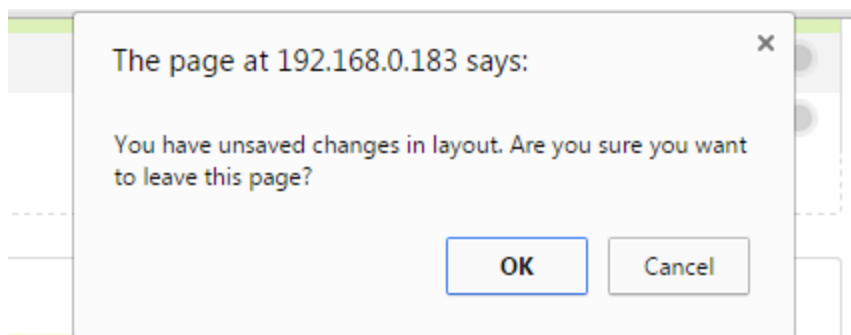 The page at 192.168.0.183 says:
You have unsaved changes in layout. Are you sure you want
to leave this page?
OK
Cancel